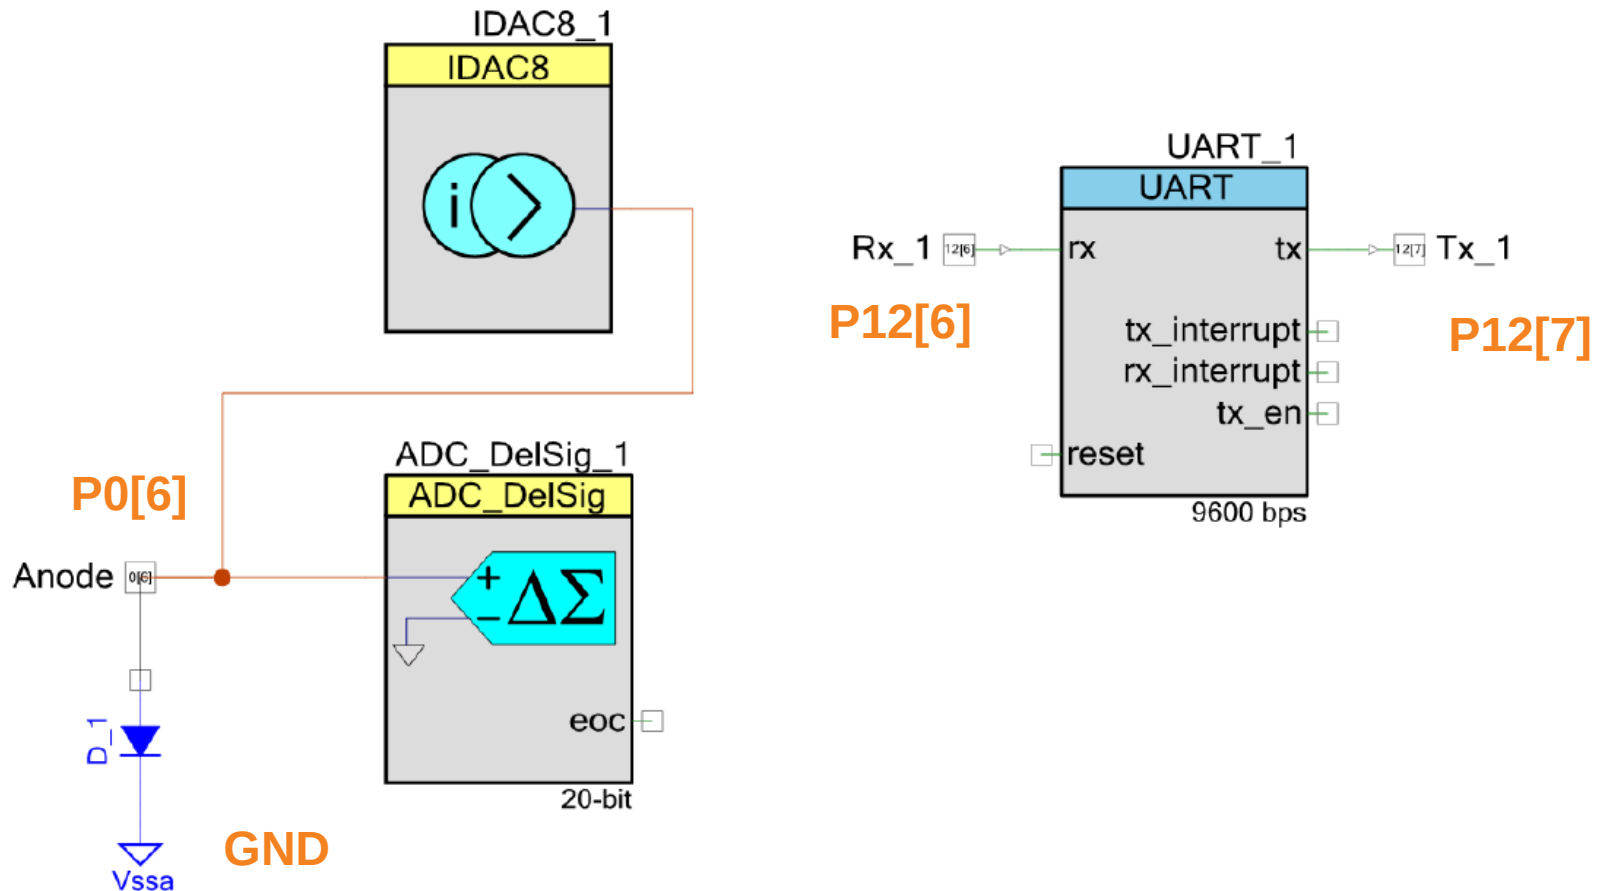 IDAC8_1
IDAC8
i
UART_1
UART
Rx_1 12[6] rx tx 12[7] Tx_1
P12[6]
P12[7]
tx_interrupt
rx_interrupt
tx_en
reset
9600 bps
ADC_DelSig_1
ADC_DelSig
P0[6]
Anode 0[6]
+
− ΔΣ
eoc
20-bit
D_1
GND
Vssa